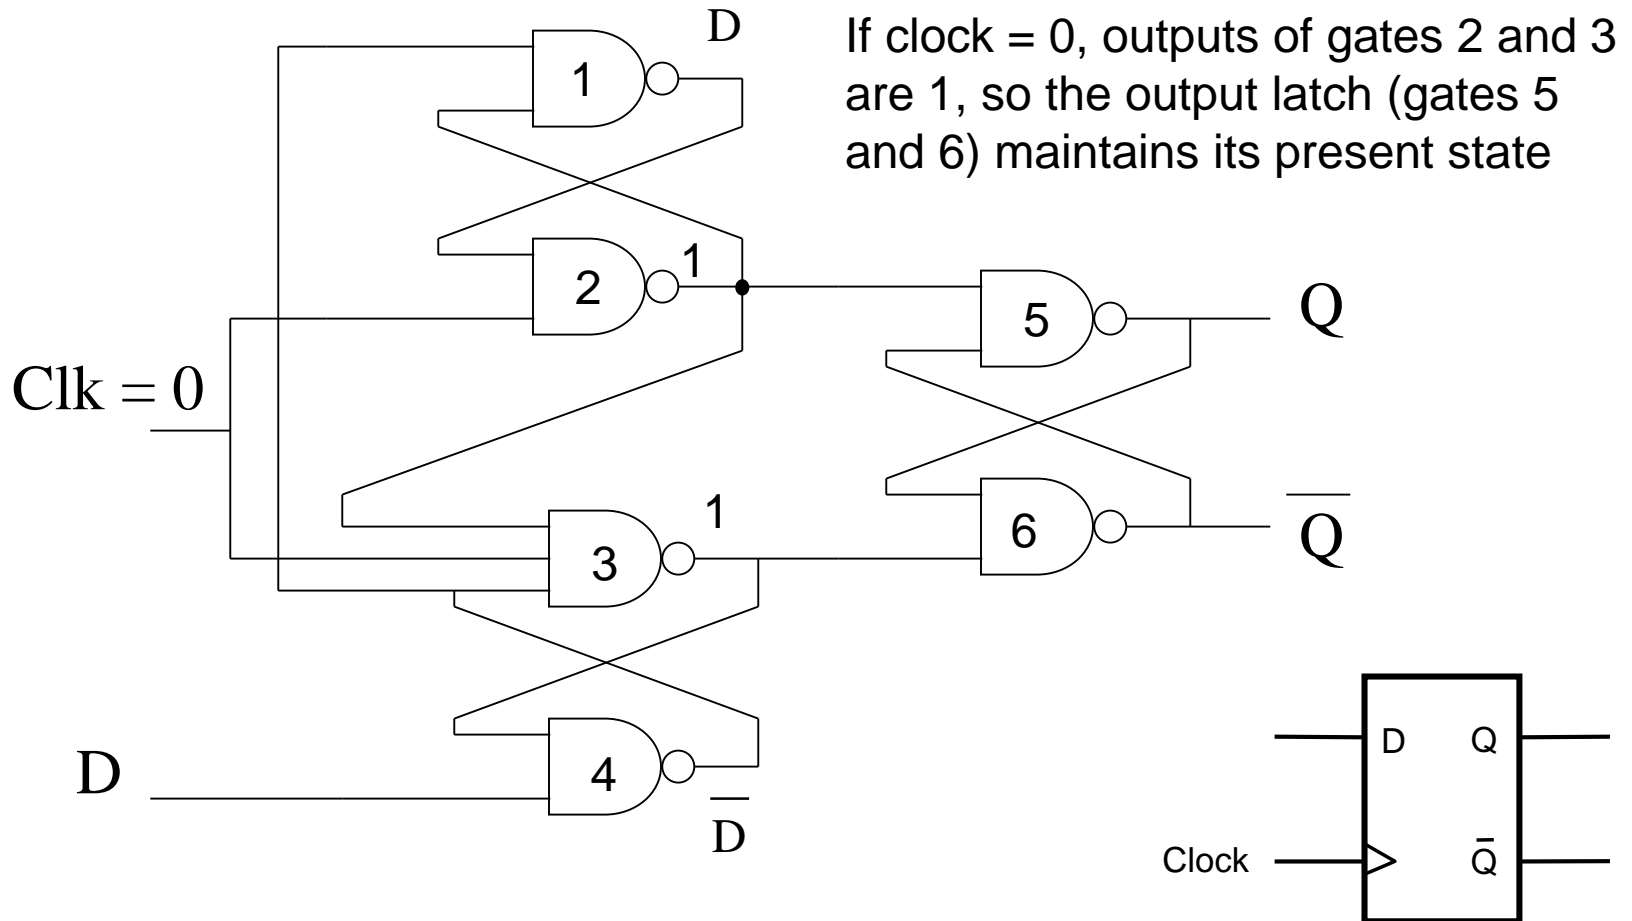 D
If clock = 0, outputs of gates 2 and 3
are 1, so the output latch (gates 5
and 6) maintains its present state
1
2
1
5
Q
Clk = 0
3
1
6
Q̅
D
4
D̅
D Q
Clock Q̅